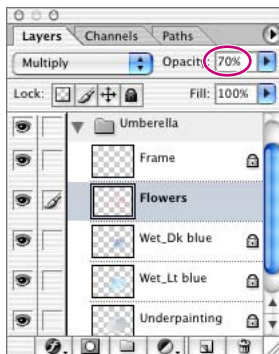 Layers Channels Paths
Multiply Opacity: 70%
Lock: Fill: 100%
Umberella
Frame
Flowers
Wet_Dk blue
Wet_Lt blue
Underpainting